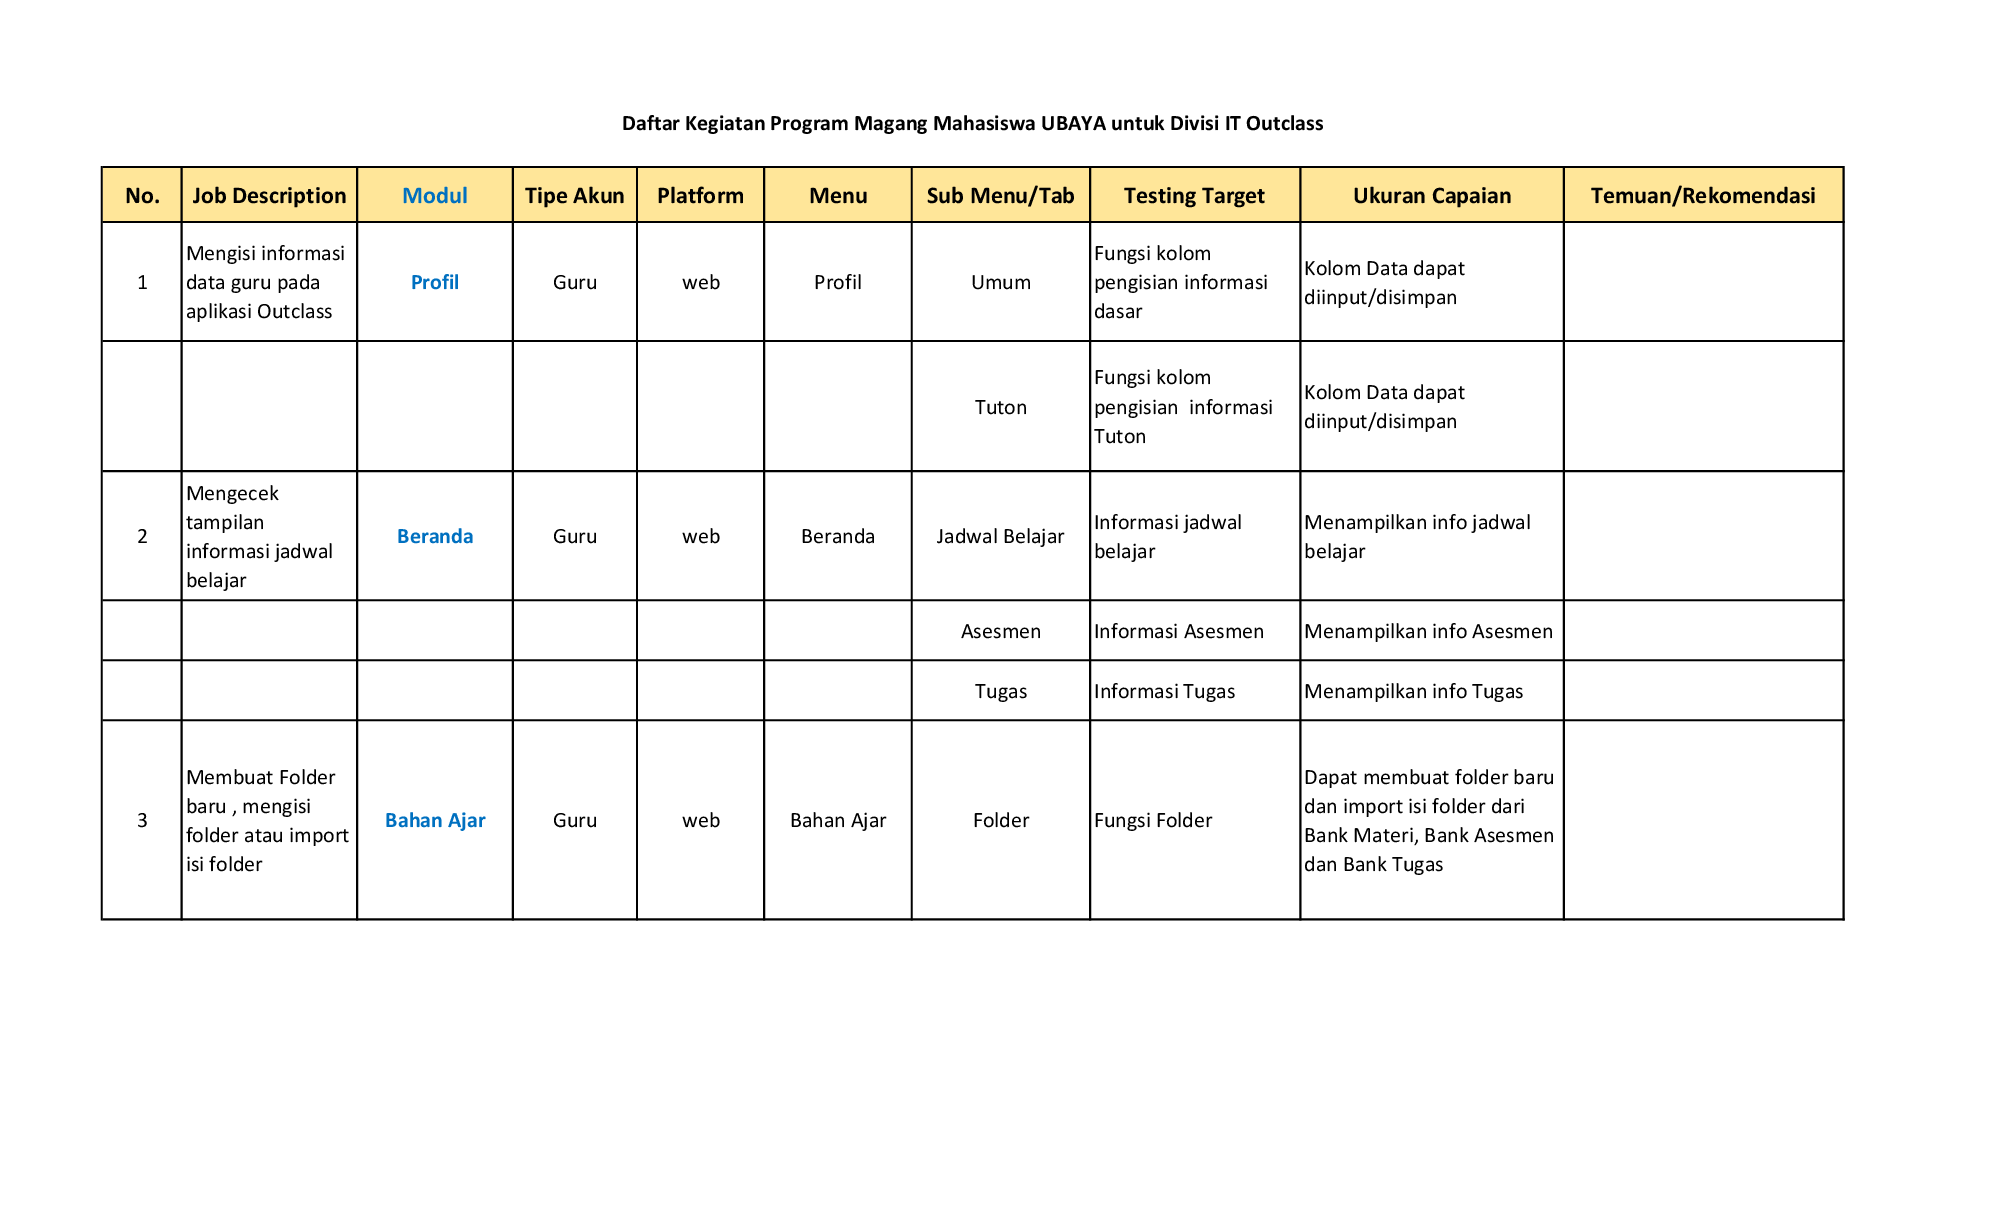 Daftar Kegiatan Program Magang Mahasiswa UBAYA untuk Divisi IT Outclass
No. Job Description Modul Tipe Akun Platform Menu Sub Menu/Tab Testing Target Ukuran Capaian Temuan/Rekomendasi
1
Mengisi informasi
data guru pada
aplikasi Outclass
Profil
Guru
web
Profil
Umum
Fungsi kolom
pengisian informasi
dasar
Kolom Data dapat
diinput/disimpan
Tuton
Fungsi kolom
pengisian  informasi
Tuton
Kolom Data dapat
diinput/disimpan
2
Mengecek
tampilan
informasi jadwal
belajar
Beranda
Guru
web
Beranda
Jadwal Belajar
Informasi jadwal
belajar
Menampilkan info jadwal
belajar
Asesmen
Informasi Asesmen
Menampilkan info Asesmen
Tugas
Informasi Tugas
Menampilkan info Tugas
3
Membuat Folder
baru , mengisi
folder atau import
isi folder
Bahan Ajar
Guru
web
Bahan Ajar
Folder
Fungsi Folder
Dapat membuat folder baru
dan import isi folder dari
Bank Materi, Bank Asesmen
dan Bank Tugas